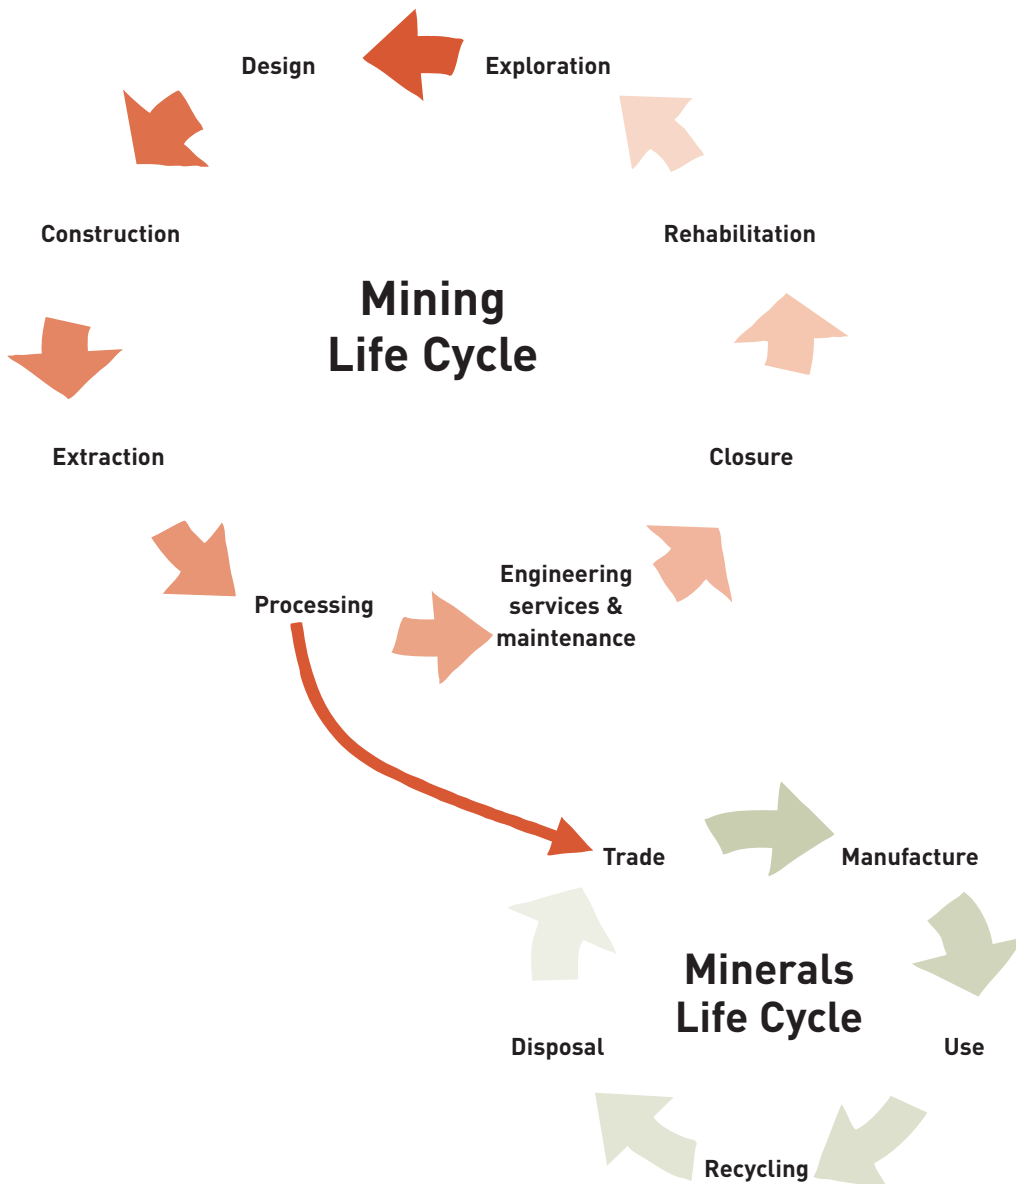 Design
Exploration
Construction
Rehabilitation
Mining
Life Cycle
Extraction
Closure
Processing
Engineering
services &
maintenance
Trade
Manufacture
Minerals
Life Cycle
Disposal
Use
Recycling